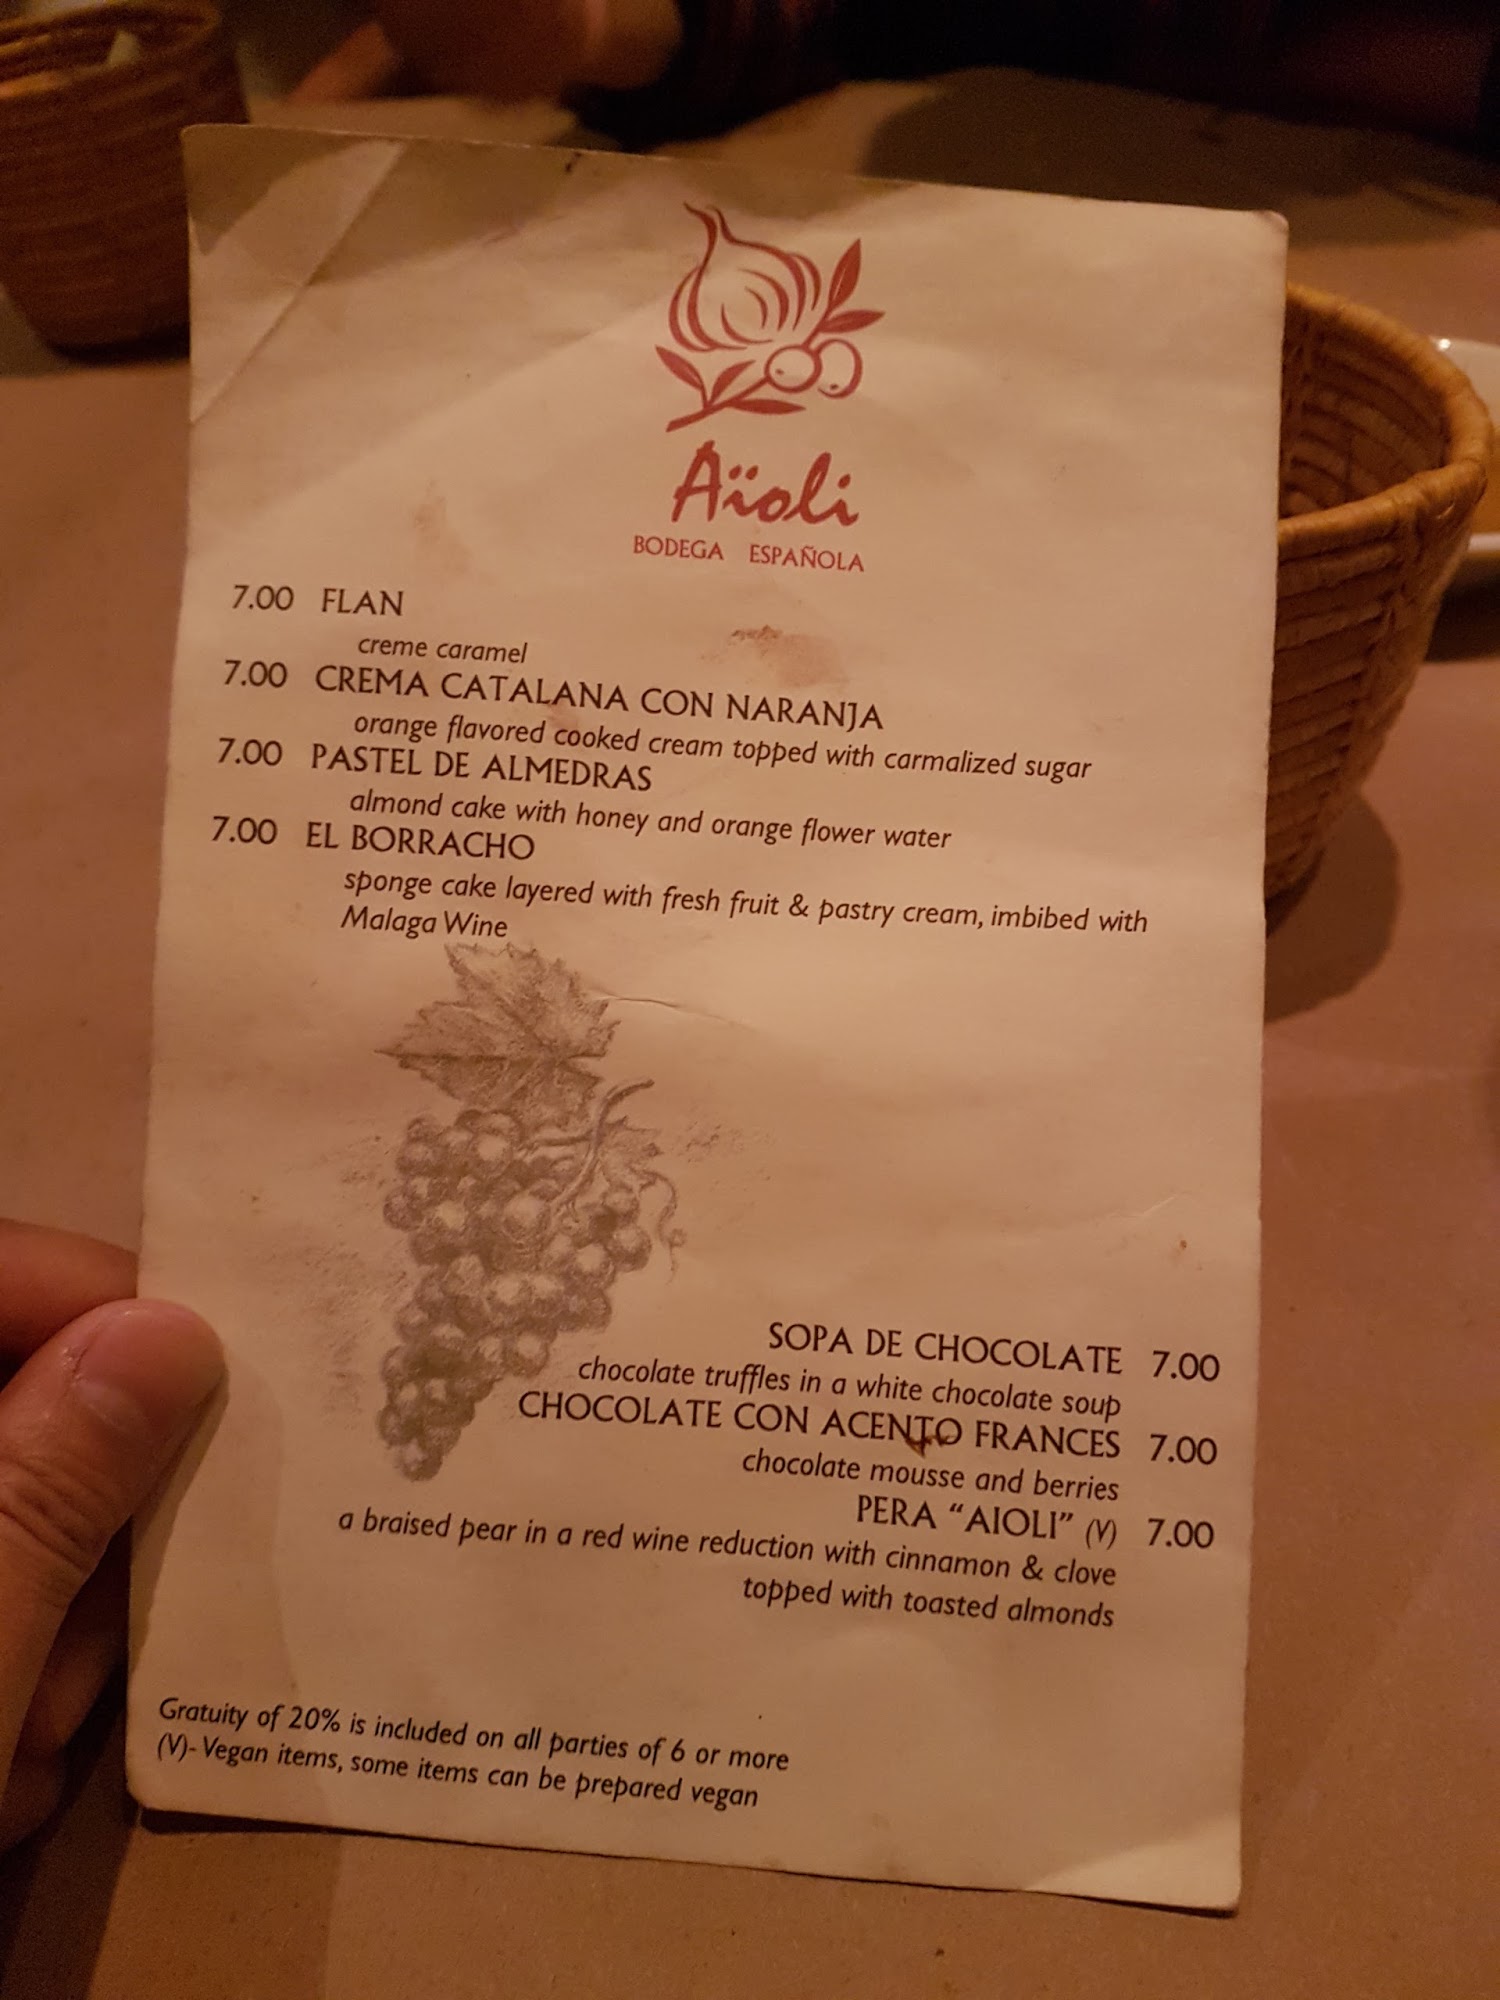 Aïoli
BODEGA ESPAÑOLA
7.00 FLAN
creme caramel
7.00 CREMA CATALANA CON NARANJA
orange flavored cooked cream topped with carmalized sugar
7.00 PASTEL DE ALMEDRAS
almond cake with honey and orange flower water
7.00 EL BORRACHO
sponge cake layered with fresh fruit & pastry cream, imbibed with
Malaga Wine
SOPA DE CHOCOLATE 7.00
chocolate truffles in a white chocolate soup
CHOCOLATE CON ACENTO FRANCES 7.00
chocolate mousse and berries
PERA “AIOLI” (V) 7.00
a braised pear in a red wine reduction with cinnamon & clove
topped with toasted almonds
Gratuity of 20% is included on all parties of 6 or more
(V)- Vegan items, some items can be prepared vegan